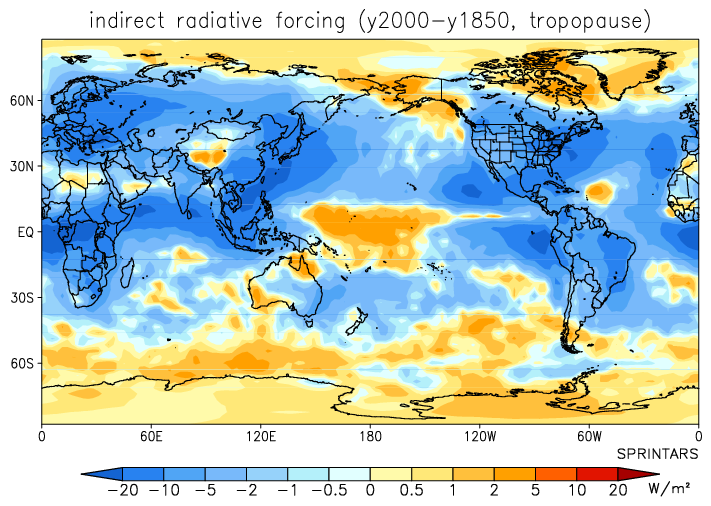 indirect radiative forcing (y2000−y1850, tropopause)
60N
30N
EQ
30S
60S
0 60E 120E 180 120W 60W 0
SPRINTARS
−20 −10 −5 −2 −1 −0.5 0 0.5 1 2 5 10 20 W/m²